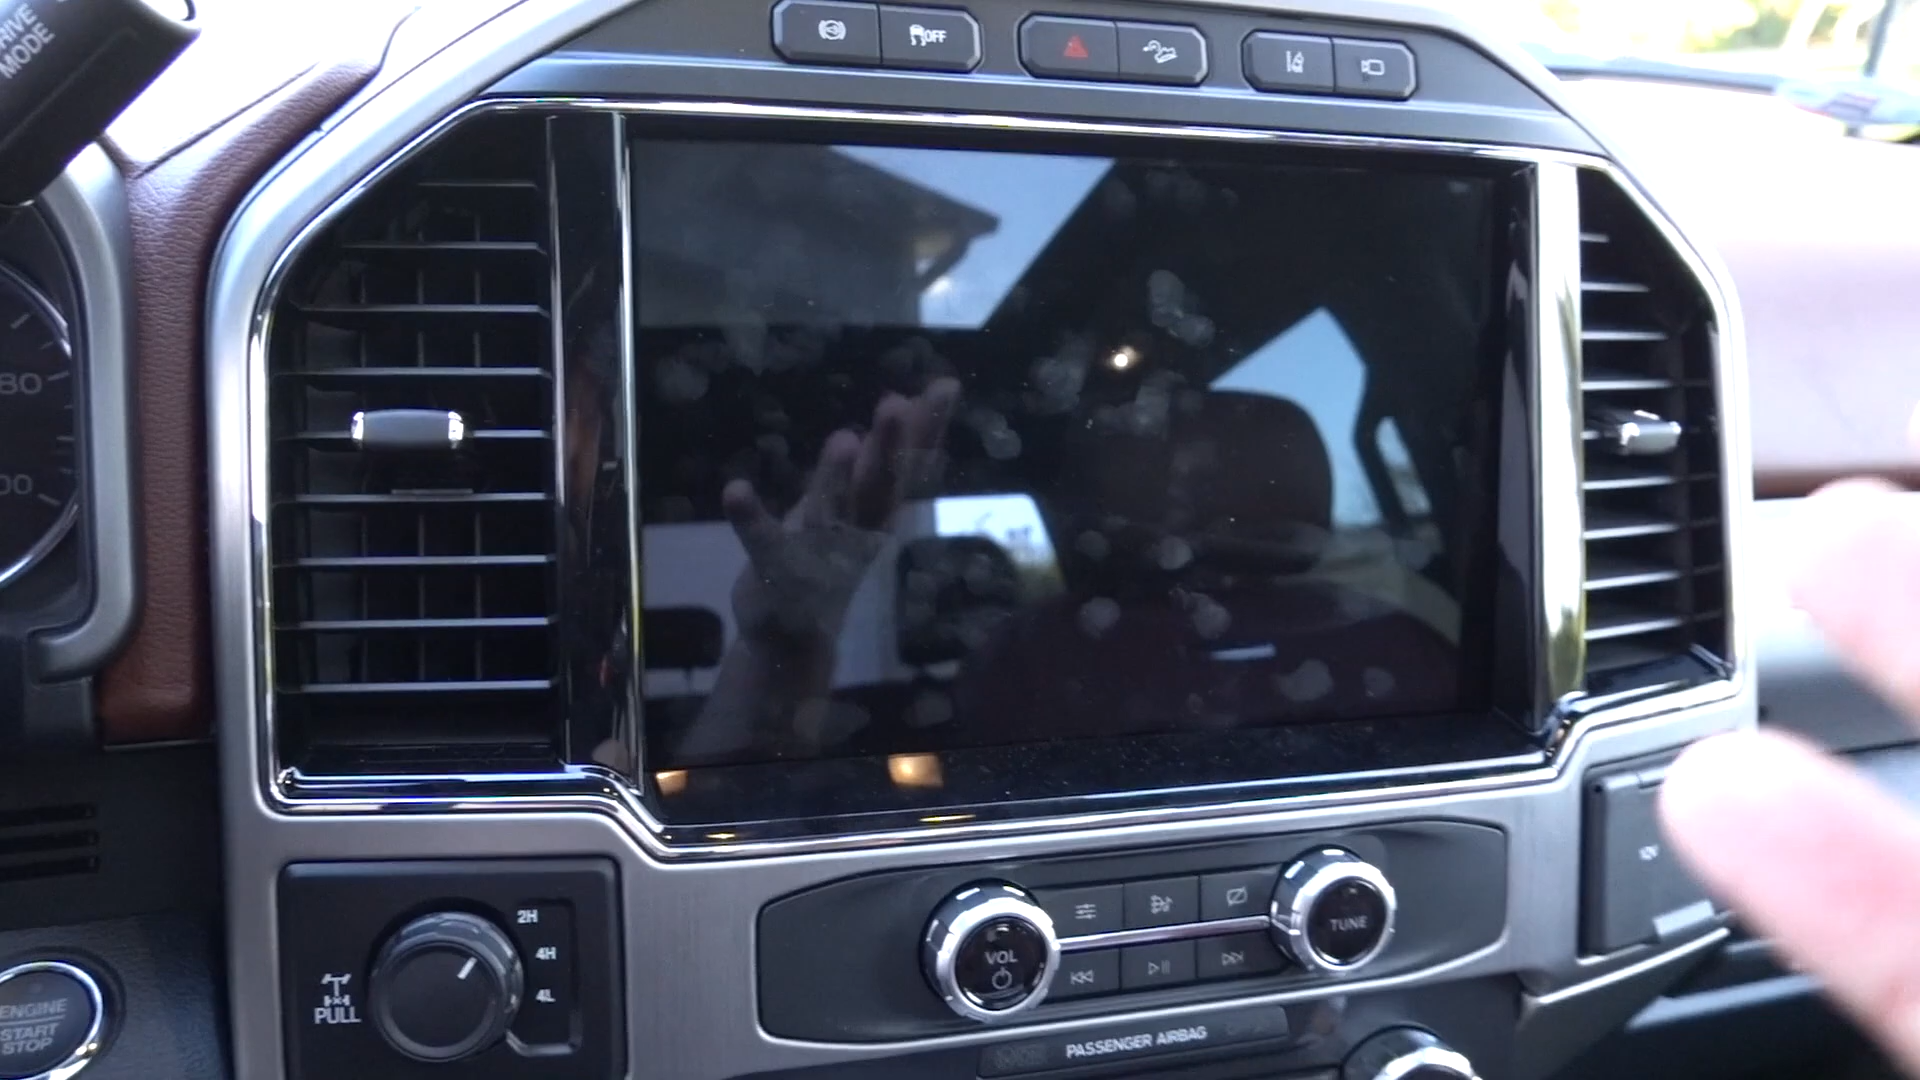 DRIVE
MODE
OFF
80
00
12V
2H
4H
4L
PULL
VOL
TUNE
ENGINE
START
STOP
PASSENGER AIRBAG